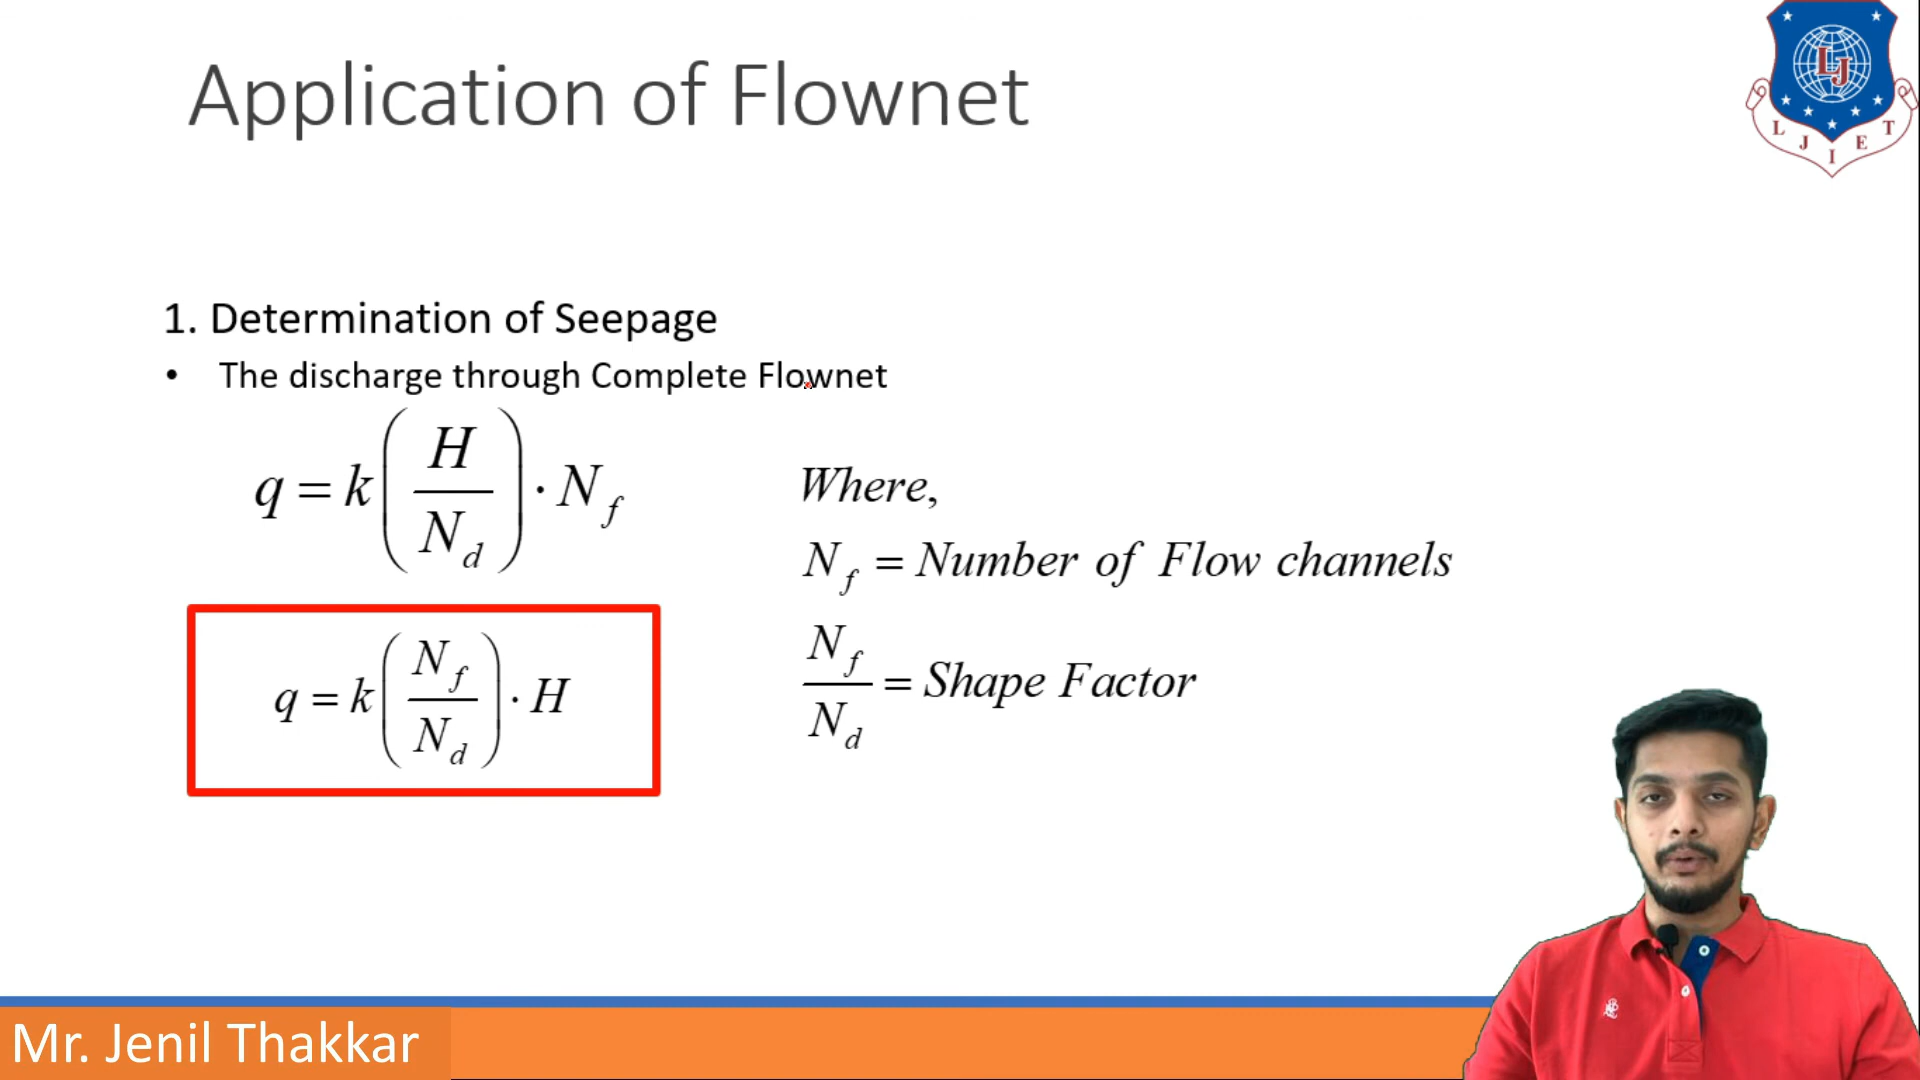 Application of Flownet
LJ
L J I E T
1. Determination of Seepage
• The discharge through Complete Flownet
q = k(H/N_d) · N_f
Where,
N_f = Number of Flow channels
q = k(N_f/N_d) · H
N_f/N_d = Shape Factor
Mr. Jenil Thakkar